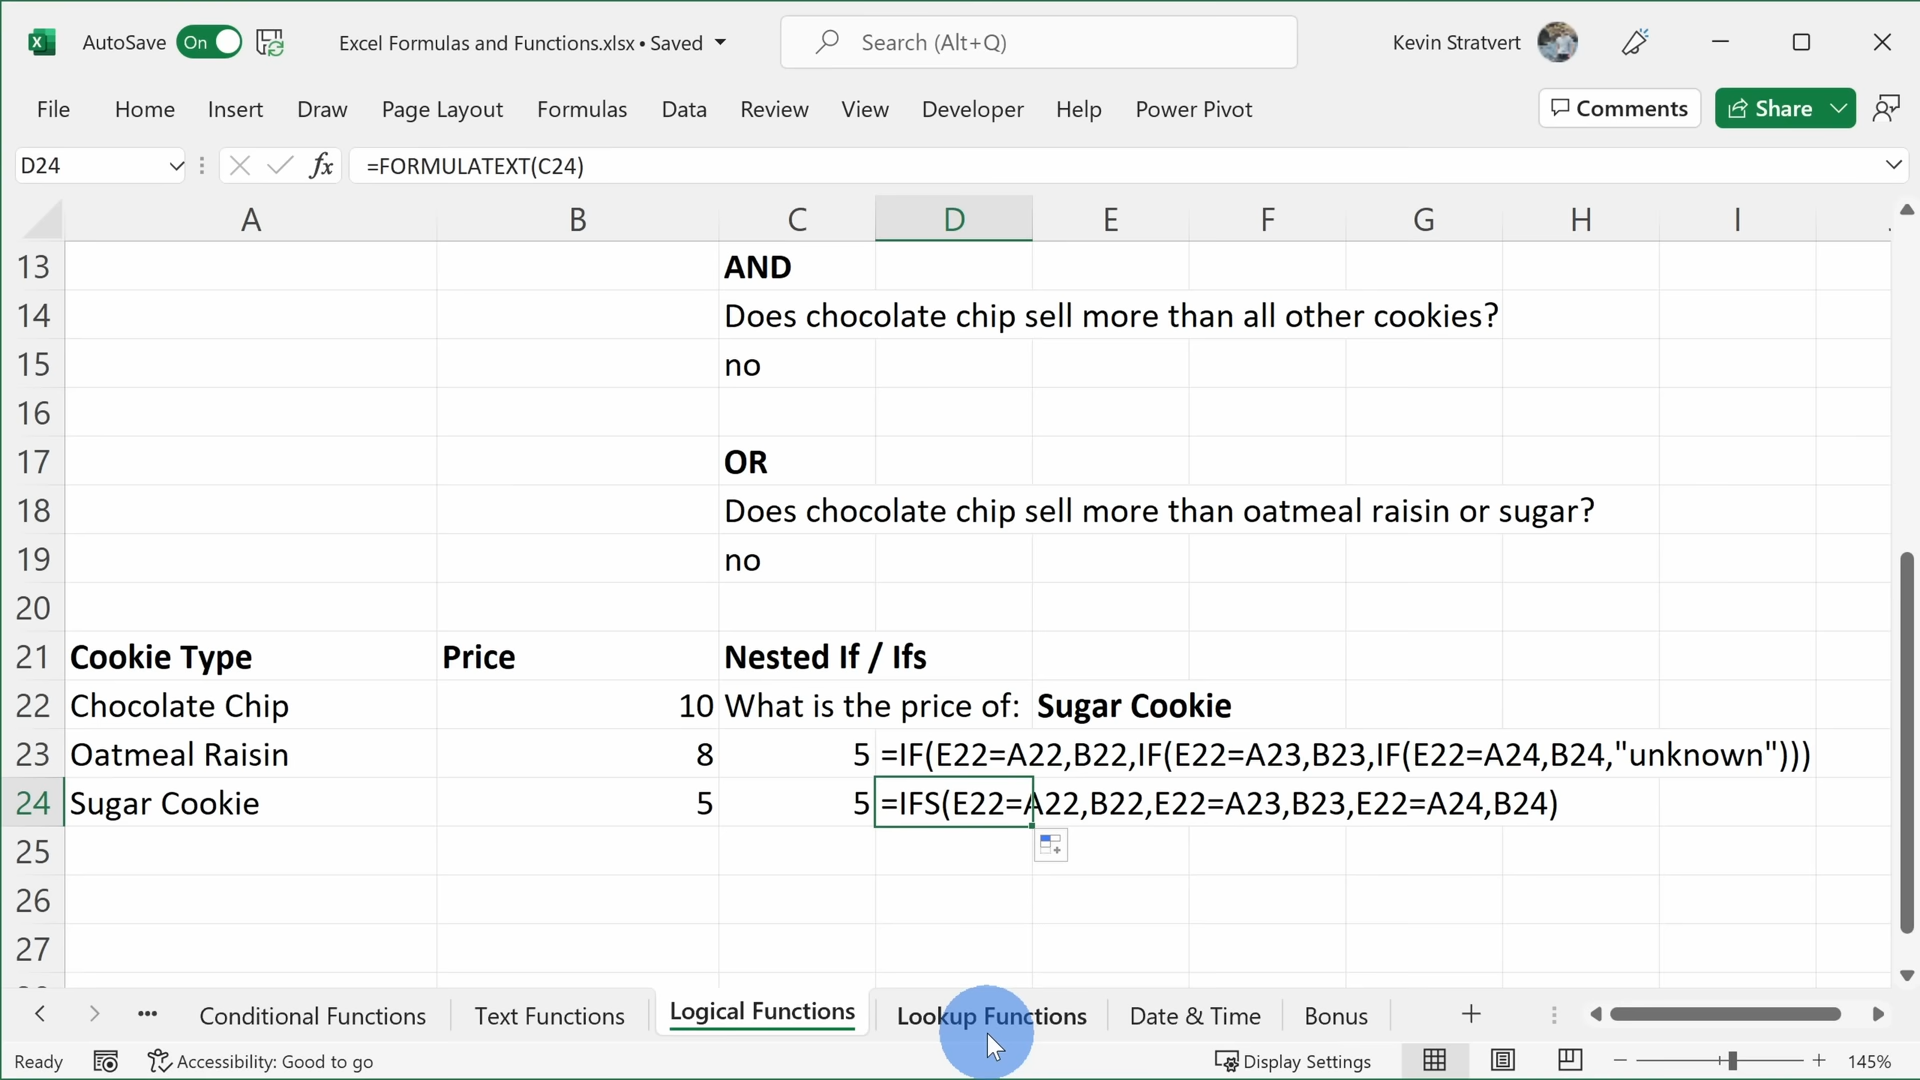 AutoSave On Excel Formulas and Functions.xlsx • Saved Search (Alt+Q) Kevin Stratvert
File Home Insert Draw Page Layout Formulas Data Review View Developer Help Power Pivot Comments Share
D24 fx =FORMULATEXT(C24)
A B C D E F G H I
13 AND
14 Does chocolate chip sell more than all other cookies?
15 no
16
17 OR
18 Does chocolate chip sell more than oatmeal raisin or sugar?
19 no
20
21 Cookie Type Price Nested If / Ifs
22 Chocolate Chip 10 What is the price of: Sugar Cookie
23 Oatmeal Raisin 8 5 =IF(E22=A22,B22,IF(E22=A23,B23,IF(E22=A24,B24,"unknown")))
24 Sugar Cookie 5 5 =IFS(E22=A22,B22,E22=A23,B23,E22=A24,B24)
25
26
27
Conditional Functions Text Functions Logical Functions Lookup Functions Date & Time Bonus
Ready Accessibility: Good to go Display Settings 145%